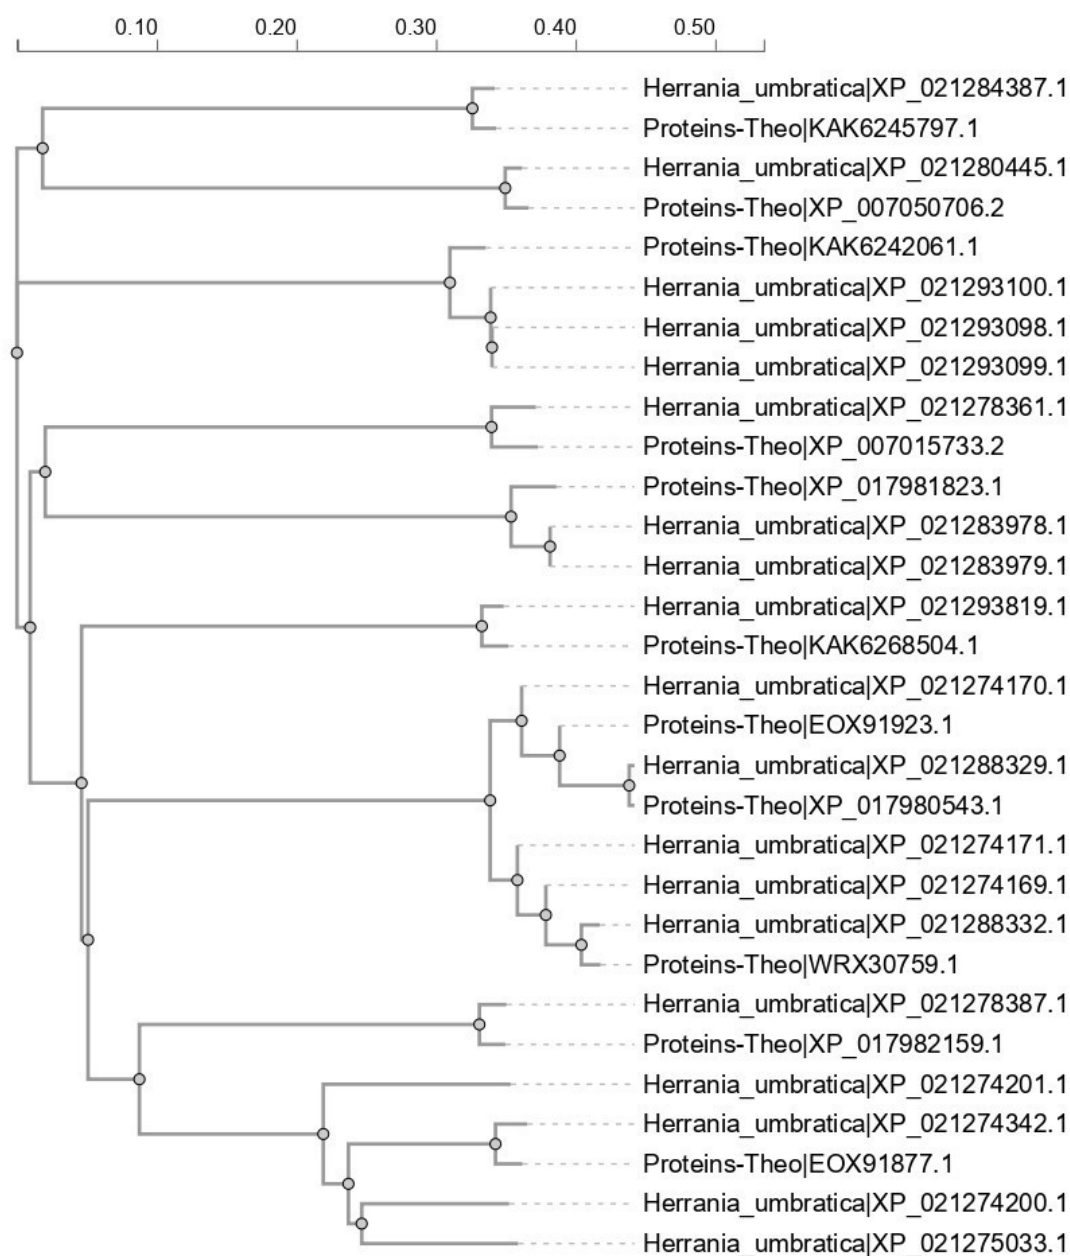 0.10 0.20 0.30 0.40 0.50
Herrania_umbratica|XP_021284387.1
Proteins-Theo|KAK6245797.1
Herrania_umbratica|XP_021280445.1
Proteins-Theo|XP_007050706.2
Proteins-Theo|KAK6242061.1
Herrania_umbratica|XP_021293100.1
Herrania_umbratica|XP_021293098.1
Herrania_umbratica|XP_021293099.1
Herrania_umbratica|XP_021278361.1
Proteins-Theo|XP_007015733.2
Proteins-Theo|XP_017981823.1
Herrania_umbratica|XP_021283978.1
Herrania_umbratica|XP_021283979.1
Herrania_umbratica|XP_021293819.1
Proteins-Theo|KAK6268504.1
Herrania_umbratica|XP_021274170.1
Proteins-Theo|EOX91923.1
Herrania_umbratica|XP_021288329.1
Proteins-Theo|XP_017980543.1
Herrania_umbratica|XP_021274171.1
Herrania_umbratica|XP_021274169.1
Herrania_umbratica|XP_021288332.1
Proteins-Theo|WRX30759.1
Herrania_umbratica|XP_021278387.1
Proteins-Theo|XP_017982159.1
Herrania_umbratica|XP_021274201.1
Herrania_umbratica|XP_021274342.1
Proteins-Theo|EOX91877.1
Herrania_umbratica|XP_021274200.1
Herrania_umbratica|XP_021275033.1